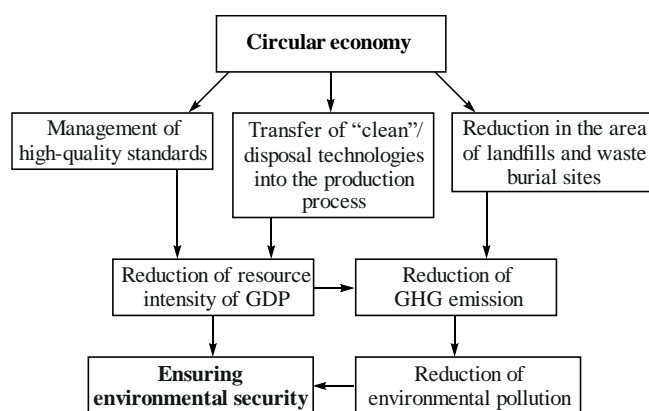 Circular economy
Management of
high-quality standards
Transfer of “clean”/
disposal technologies
into the production
process
Reduction in the area
of landfills and waste
burial sites
Reduction of resource
intensity of GDP
Reduction of
GHG emission
Ensuring
environmental security
Reduction of
environmental pollution